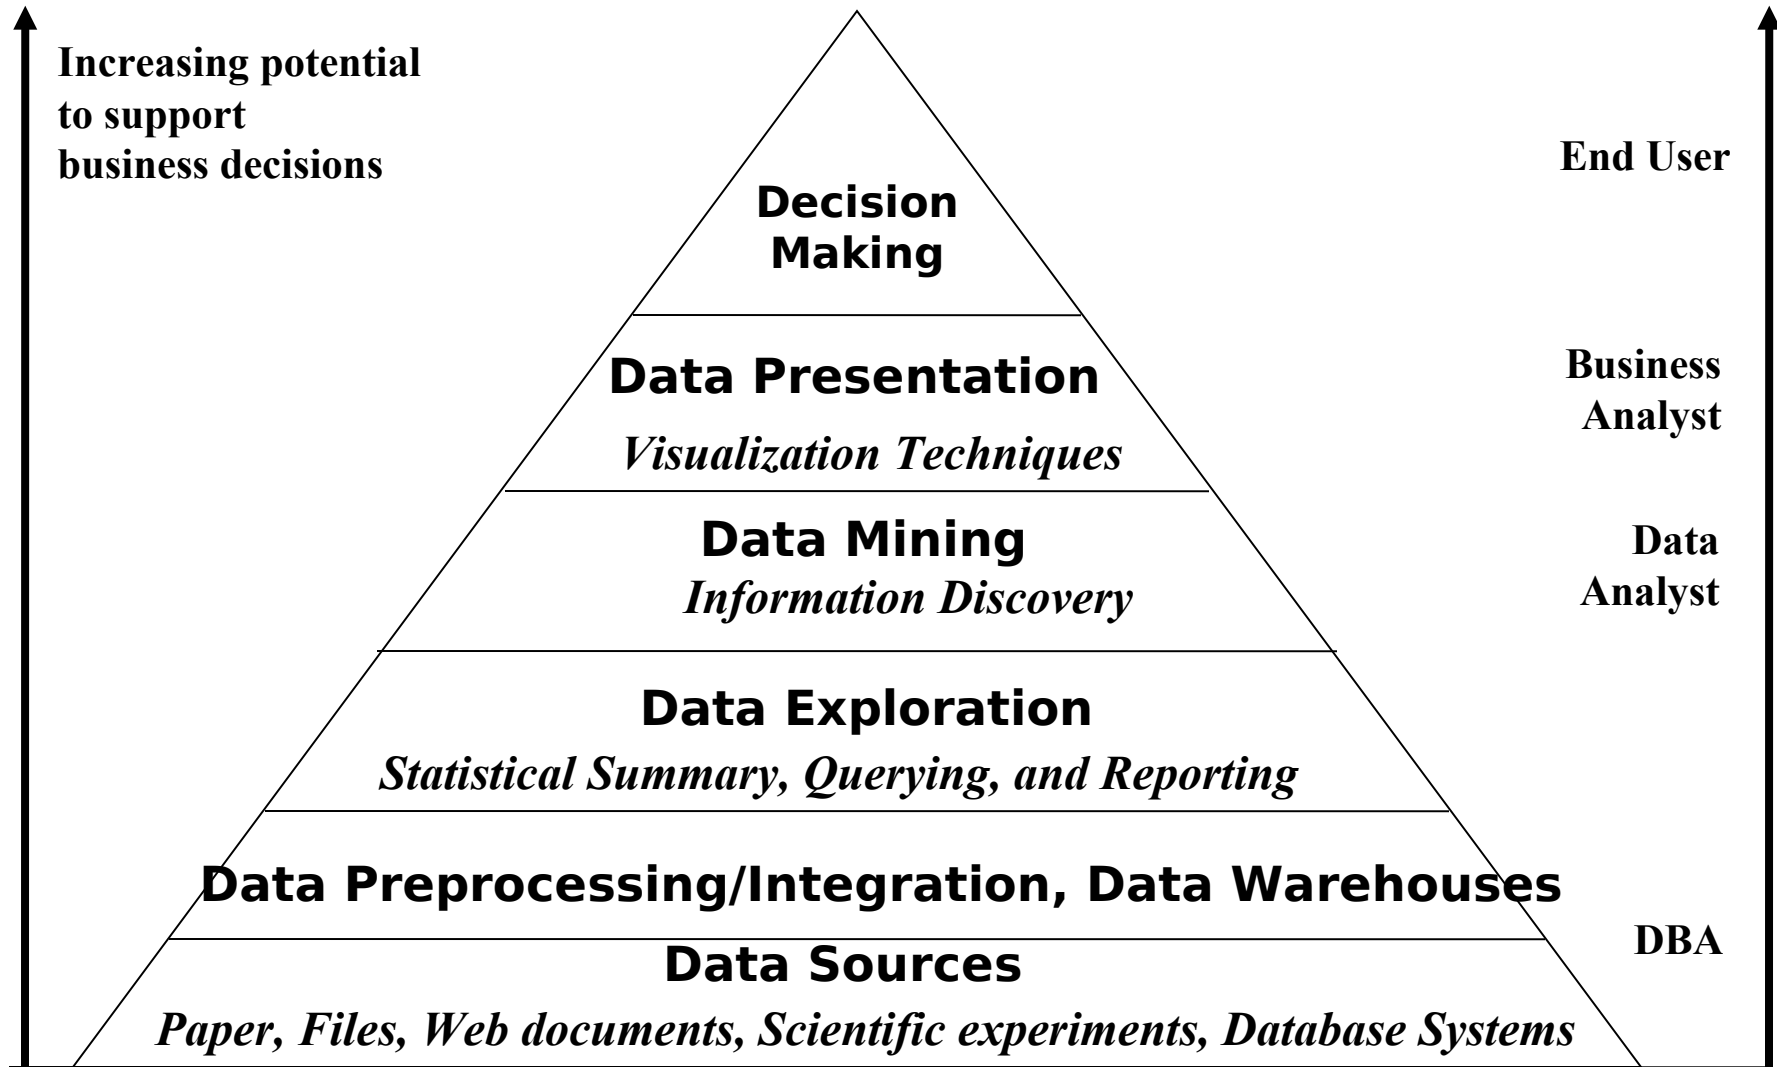 Increasing potential
to support
business decisions
End User
Decision
Making
Data Presentation
Visualization Techniques
Business
Analyst
Data Mining
Information Discovery
Data
Analyst
Data Exploration
Statistical Summary, Querying, and Reporting
Data Preprocessing/Integration, Data Warehouses
DBA
Data Sources
Paper, Files, Web documents, Scientific experiments, Database Systems